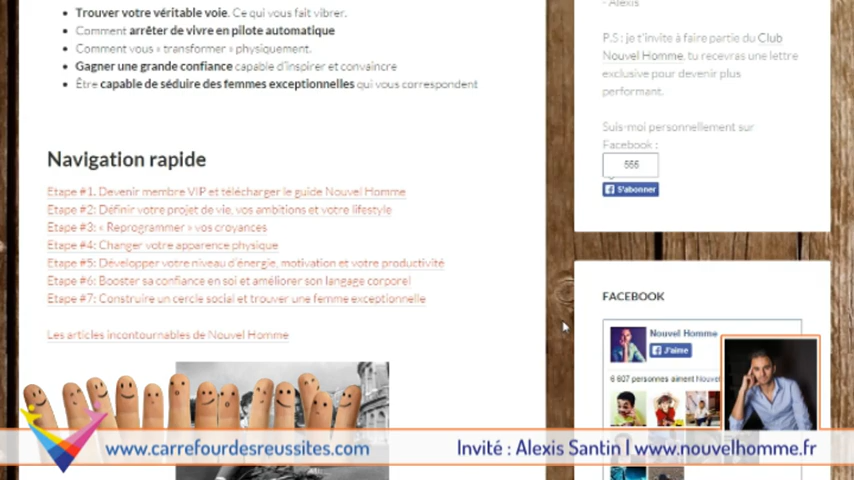 Trouver votre véritable voie. Ce qui vous fait vibrer.
Comment arrêter de vivre en pilote automatique
Comment vous « transformer » physiquement.
Gagner une grande confiance capable d'inspirer et convaincre
Être capable de séduire des femmes exceptionnelles qui vous correspondent
Navigation rapide
Etape #1. Devenir membre VIP et télécharger le guide Nouvel Homme
Etape #2: Définir votre projet de vie, vos ambitions et votre lifestyle
Etape #3: « Reprogrammer » vos croyances
Etape #4: Changer votre apparence physique
Etape #5: Développer votre niveau d'énergie, motivation et votre productivité
Etape #6: Booster sa confiance en soi et améliorer son langage corporel
Etape #7: Construire un cercle social et trouver une femme exceptionnelle
Les articles incontournables de Nouvel Homme
- Alexis
P.S : je t'invite à faire partie du Club
Nouvel Homme, tu recevras une lettre
exclusive pour devenir plus
performant.
Suis-moi personnellement sur
Facebook :
S'abonner
FACEBOOK
Nouvel Homme
J'aime
6 607 personnes aiment Nouve
www.carrefourdesreussites.com
Invité : Alexis Santin | www.nouvelhomme.fr